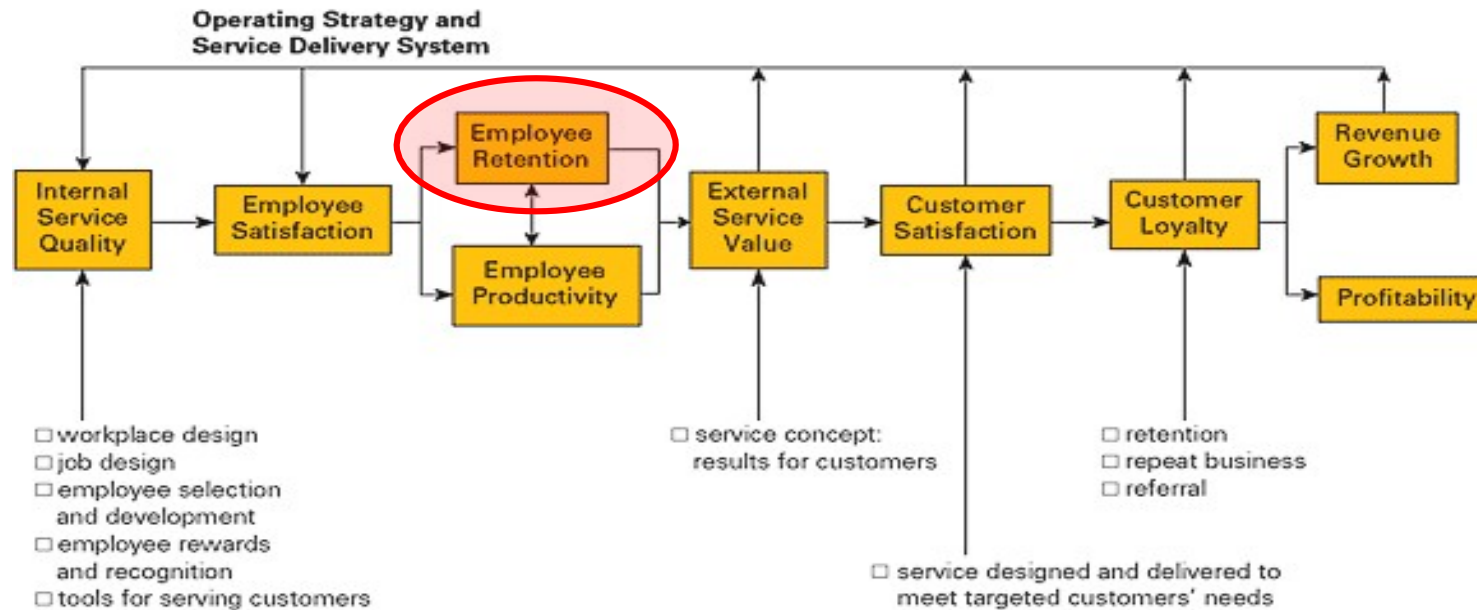 Operating Strategy and
Service Delivery System
Internal
Service
Quality
Employee
Satisfaction
Employee
Retention
Employee
Productivity
External
Service
Value
Customer
Satisfaction
Customer
Loyalty
Revenue
Growth
Profitability
□ workplace design
□ job design
□ employee selection
and development
□ employee rewards
and recognition
□ tools for serving customers
□ service concept:
results for customers
□ service designed and delivered to
meet targeted customers' needs
□ retention
□ repeat business
□ referral